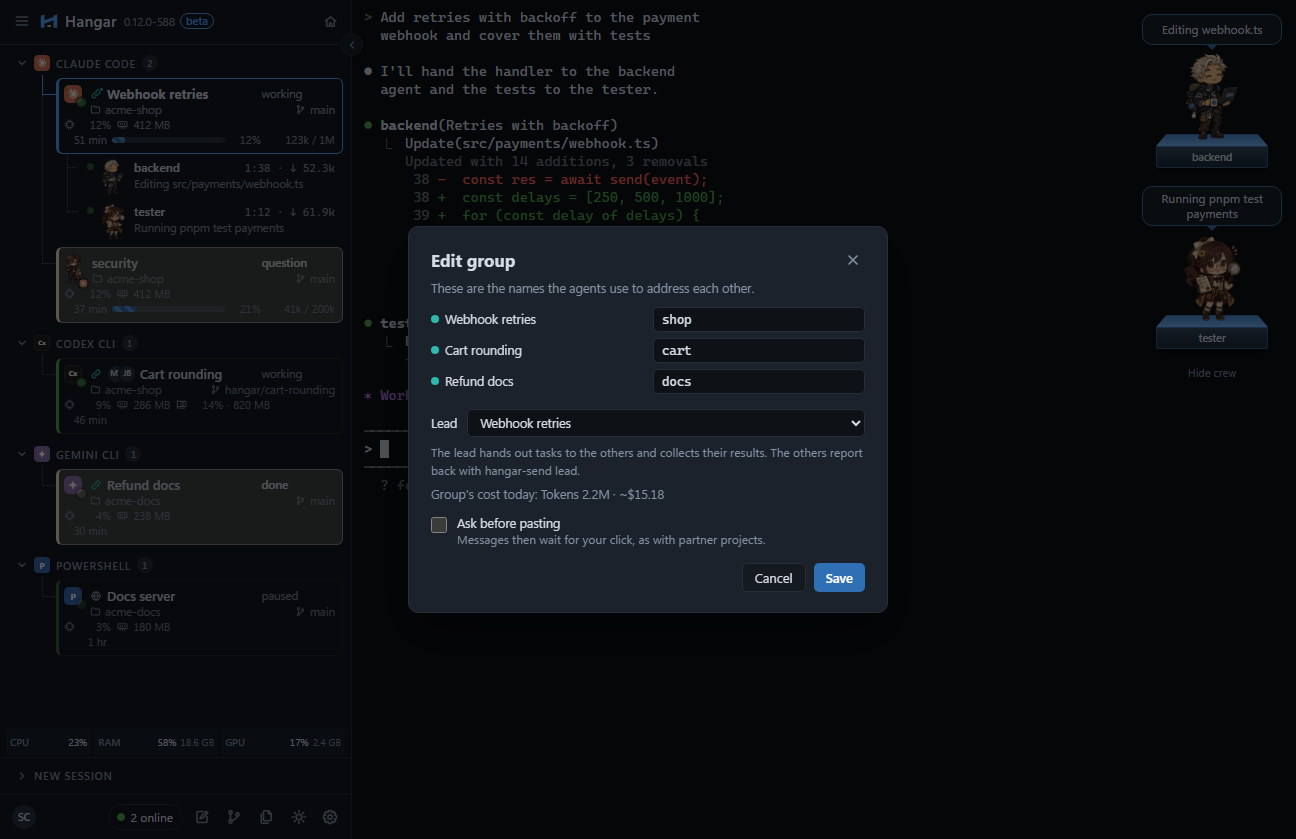 Hangar 0.12.0-588 beta
CLAUDE CODE 2
Webhook retries working
acme-shop main
12% 412 MB
51 min 12% 123k / 1M
backend 1:38 · ↓ 52.3k
Editing src/payments/webhook.ts
tester 1:12 · ↓ 61.9k
Running pnpm test payments
security question
acme-shop main
12% 412 MB
37 min 21% 41k / 200k
Cx CODEX CLI 1
Cx M JB Cart rounding working
acme-shop hangar/cart-rounding
9% 286 MB 14% · 820 MB
46 min
GEMINI CLI 1
Refund docs done
acme-docs main
4% 238 MB
30 min
P POWERSHELL 1
P Docs server paused
acme-docs main
3% 180 MB
1 hr
CPU 23% RAM 58% 18.6 GB GPU 17% 2.4 GB
NEW SESSION
SC 2 online
> Add retries with backoff to the payment
webhook and cover them with tests
● I'll hand the handler to the backend
agent and the tests to the tester.
● backend(Retries with backoff)
Update(src/payments/webhook.ts)
Updated with 14 additions, 3 removals
38 - const res = await send(event);
38 + const delays = [250, 500, 1000];
39 + for (const delay of delays) {
Edit group
These are the names the agents use to address each other.
Webhook retries shop
Cart rounding cart
Refund docs docs
Lead Webhook retries
The lead hands out tasks to the others and collects their results. The others report
back with hangar-send lead.
Group's cost today: Tokens 2.2M · ~$15.18
Ask before pasting
Messages then wait for your click, as with partner projects.
Cancel Save
>
Editing webhook.ts
backend
Running pnpm test
payments
tester
Hide crew